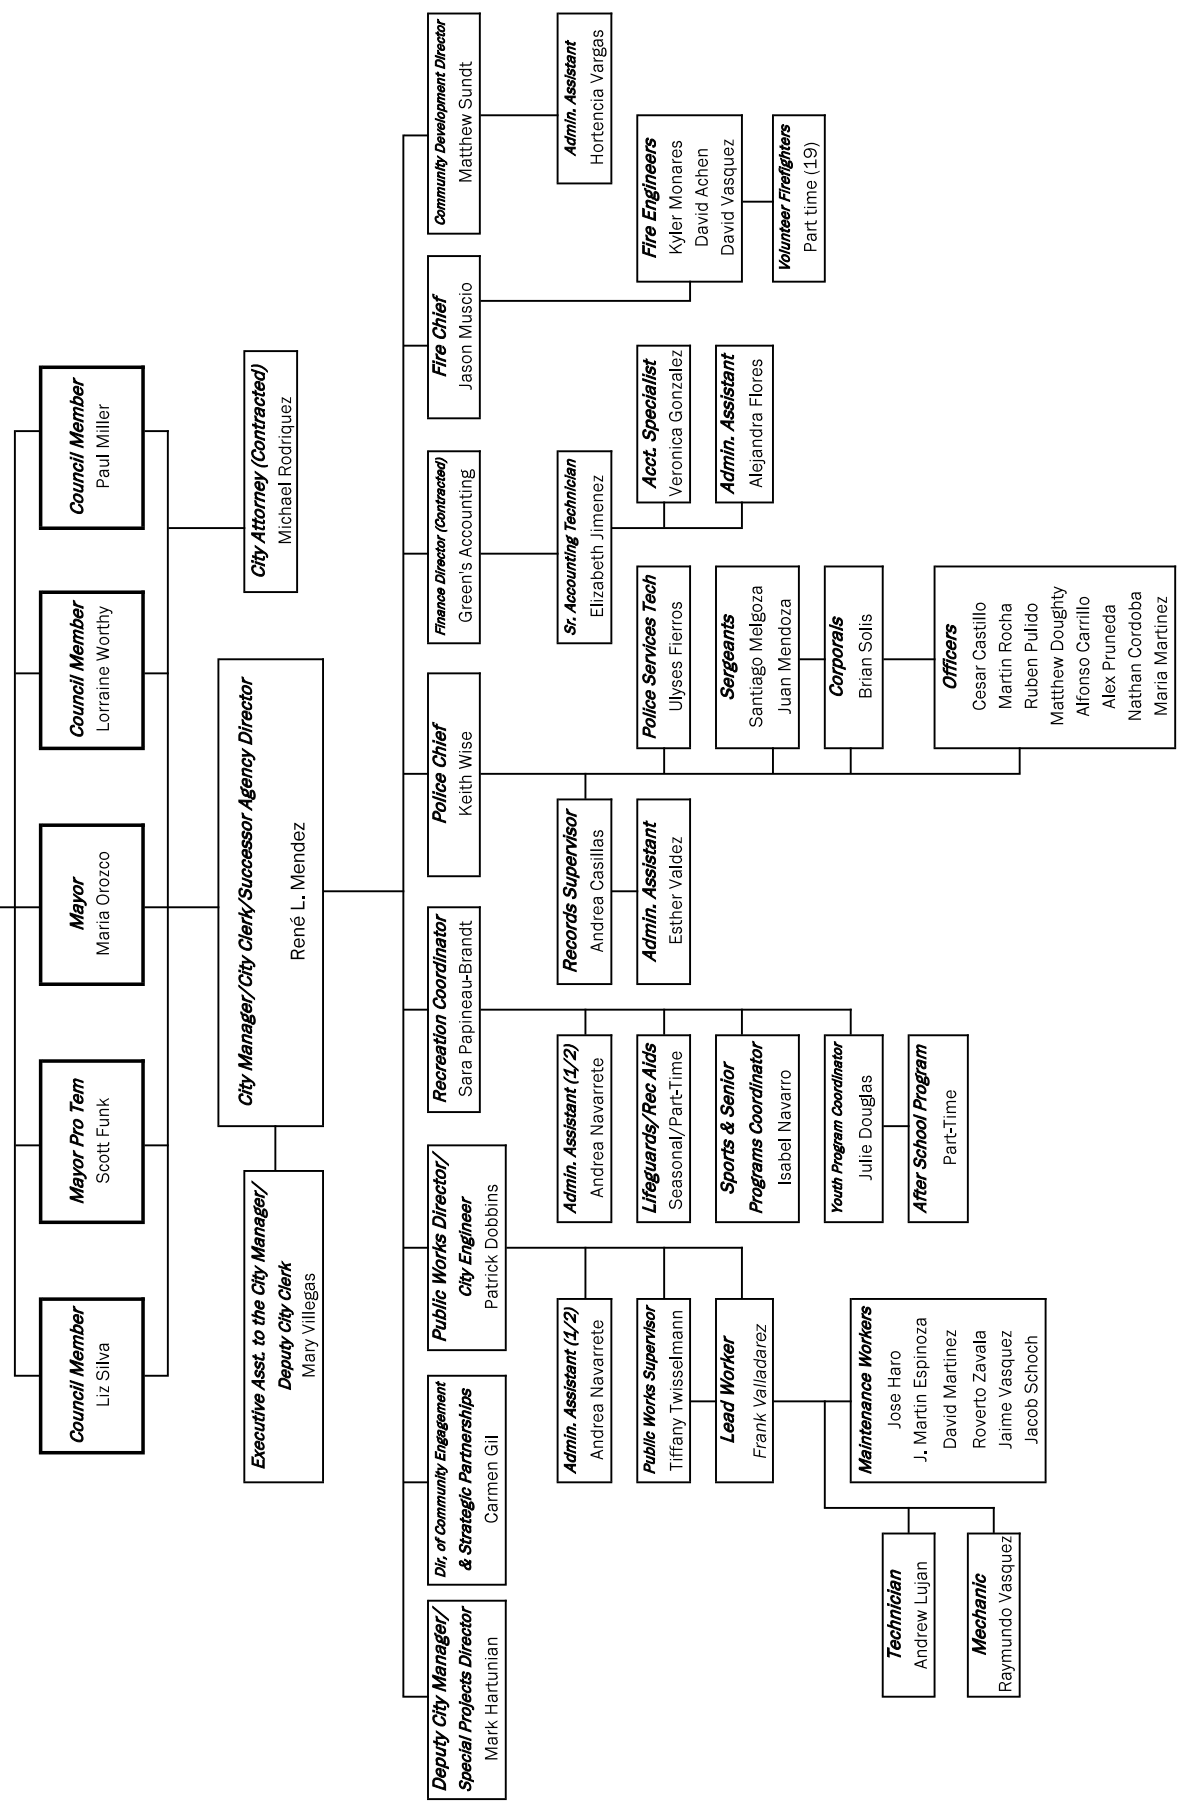 Council Member
Liz Silva
Mayor Pro Tem
Scott Funk
Mayor
Maria Orozco
Council Member
Lorraine Worthy
Council Member
Paul Miller
Executive Asst. to the City Manager/
Deputy City Clerk
Mary Villegas
City Manager/City Clerk/Successor Agency Director
René L. Mendez
City Attorney (Contracted)
Michael Rodriquez
Deputy City Manager/
Special Projects Director
Mark Hartunian
Dir, of Community Engagement
& Strategic Partnerships
Carmen Gil
Public Works Director/
City Engineer
Patrick Dobbins
Recreation Coordinator
Sara Papineau-Brandt
Police Chief
Keith Wise
Finance Director (Contracted)
Green's Accounting
Fire Chief
Jason Muscio
Community Development Director
Matthew Sundt
Admin. Assistant (1/2)
Andrea Navarrete
Public Works Supervisor
Tiffany Twisselmann
Lead Worker
Frank Valladarez
Maintenance Workers
Jose Haro
J. Martin Espinoza
David Martinez
Roverto Zavala
Jaime Vasquez
Jacob Schoch
Technician
Andrew Lujan
Mechanic
Raymundo Vasquez
Admin. Assistant (1/2)
Andrea Navarrete
Lifeguards/Rec Aids
Seasonal/Part-Time
Sports & Senior
Programs Coordinator
Isabel Navarro
Youth Program Coordinator
Julie Douglas
After School Program
Part-Time
Records Supervisor
Andrea Casillas
Admin. Assistant
Esther Valdez
Police Services Tech
Ulyses Fierros
Sergeants
Santiago Melgoza
Juan Mendoza
Corporals
Brian Solis
Officers
Cesar Castillo
Martin Rocha
Ruben Pulido
Matthew Doughty
Alfonso Carrillo
Alex Pruneda
Nathan Cordoba
Maria Martinez
Sr. Accounting Technician
Elizabeth Jimenez
Acct. Specialist
Veronica Gonzalez
Admin. Assistant
Alejandra Flores
Fire Engineers
Kyler Monares
David Achen
David Vasquez
Volunteer Firefighters
Part time (19)
Admin. Assistant
Hortencia Vargas